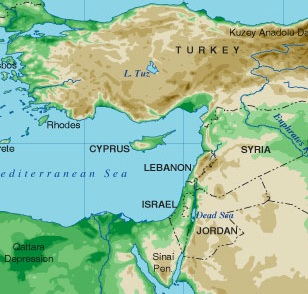 Kuzey Anadolu Da
TURKEY
L. Tuz
Rhodes
Euphrates
CYPRUS
SYRIA
LEBANON
editerranean Sea
ISRAEL
Dead Sea
JORDAN
Qattara
Depression
Sinai
Pen.